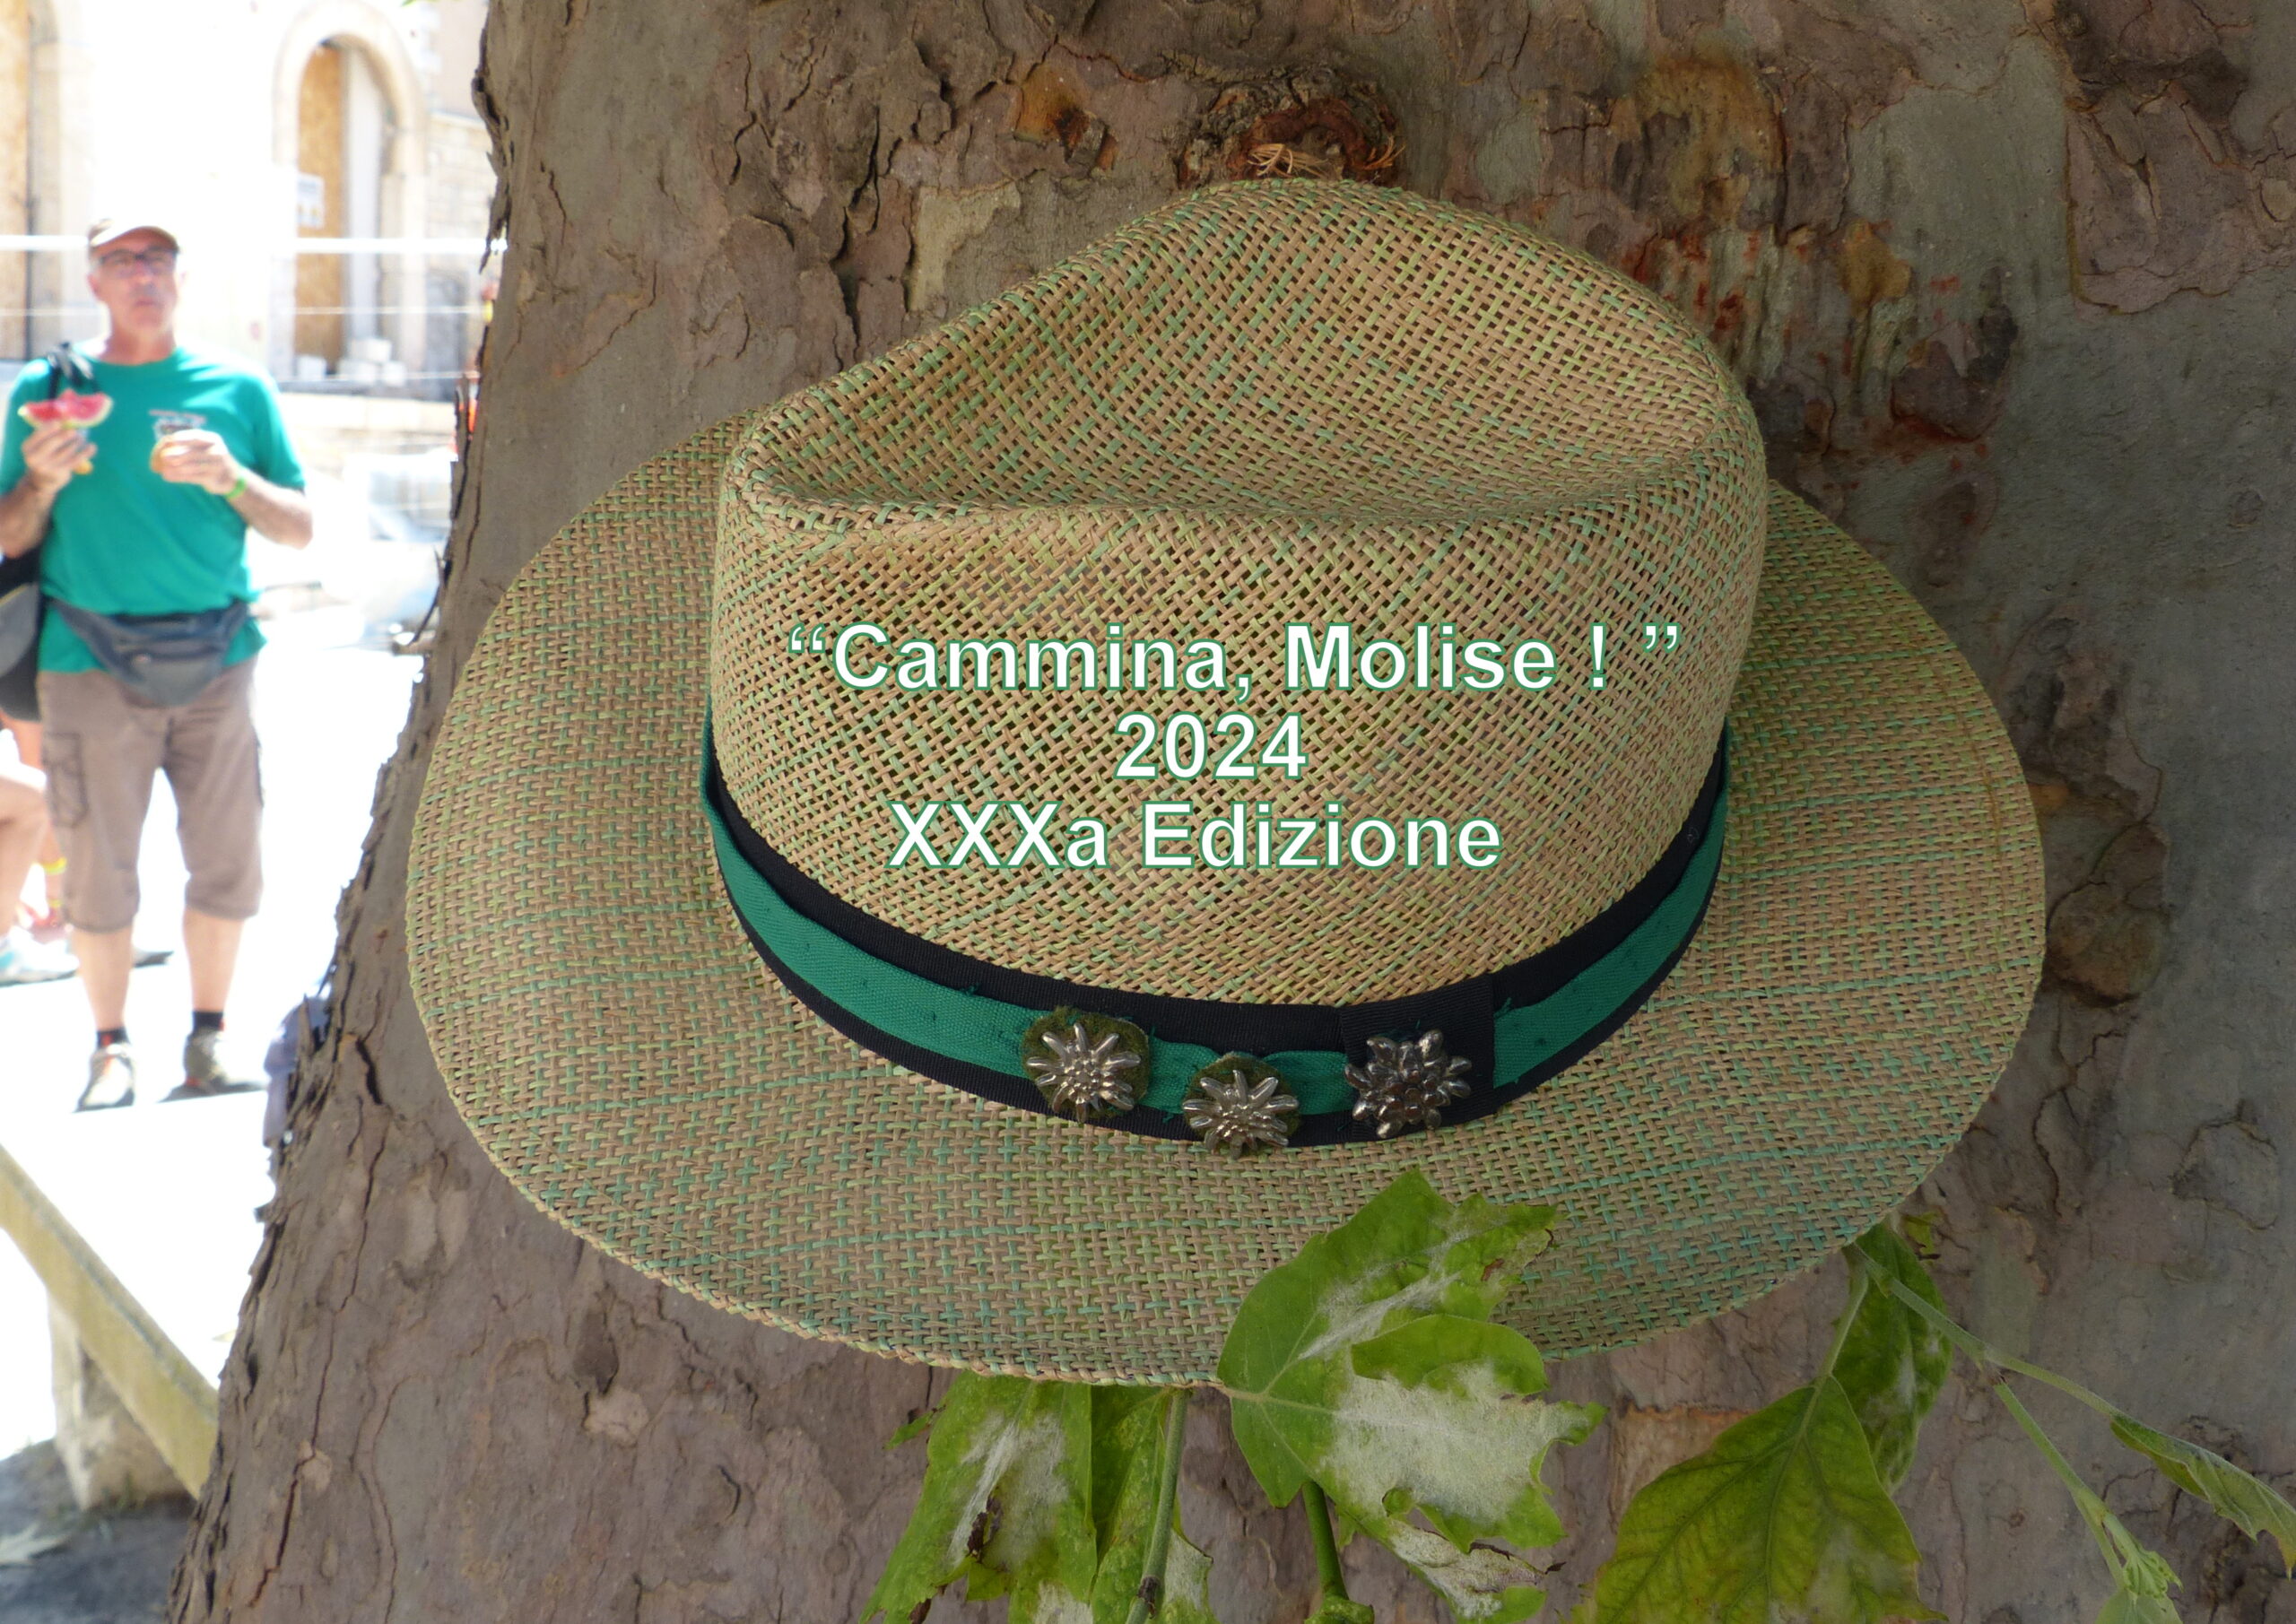 “Cammina, Molise ! ”
2024
XXXa Edizione